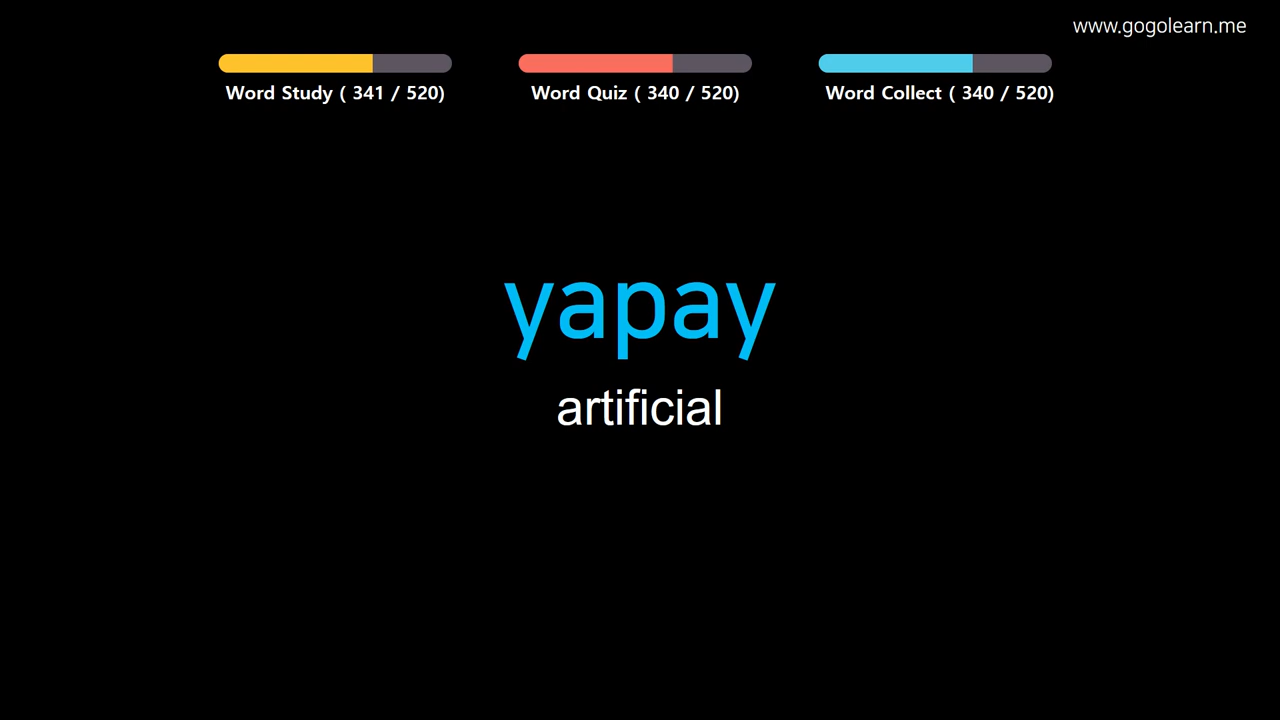 www.gogolearn.me
Word Study ( 341 / 520)
Word Quiz ( 340 / 520)
Word Collect ( 340 / 520)
yapay
artificial